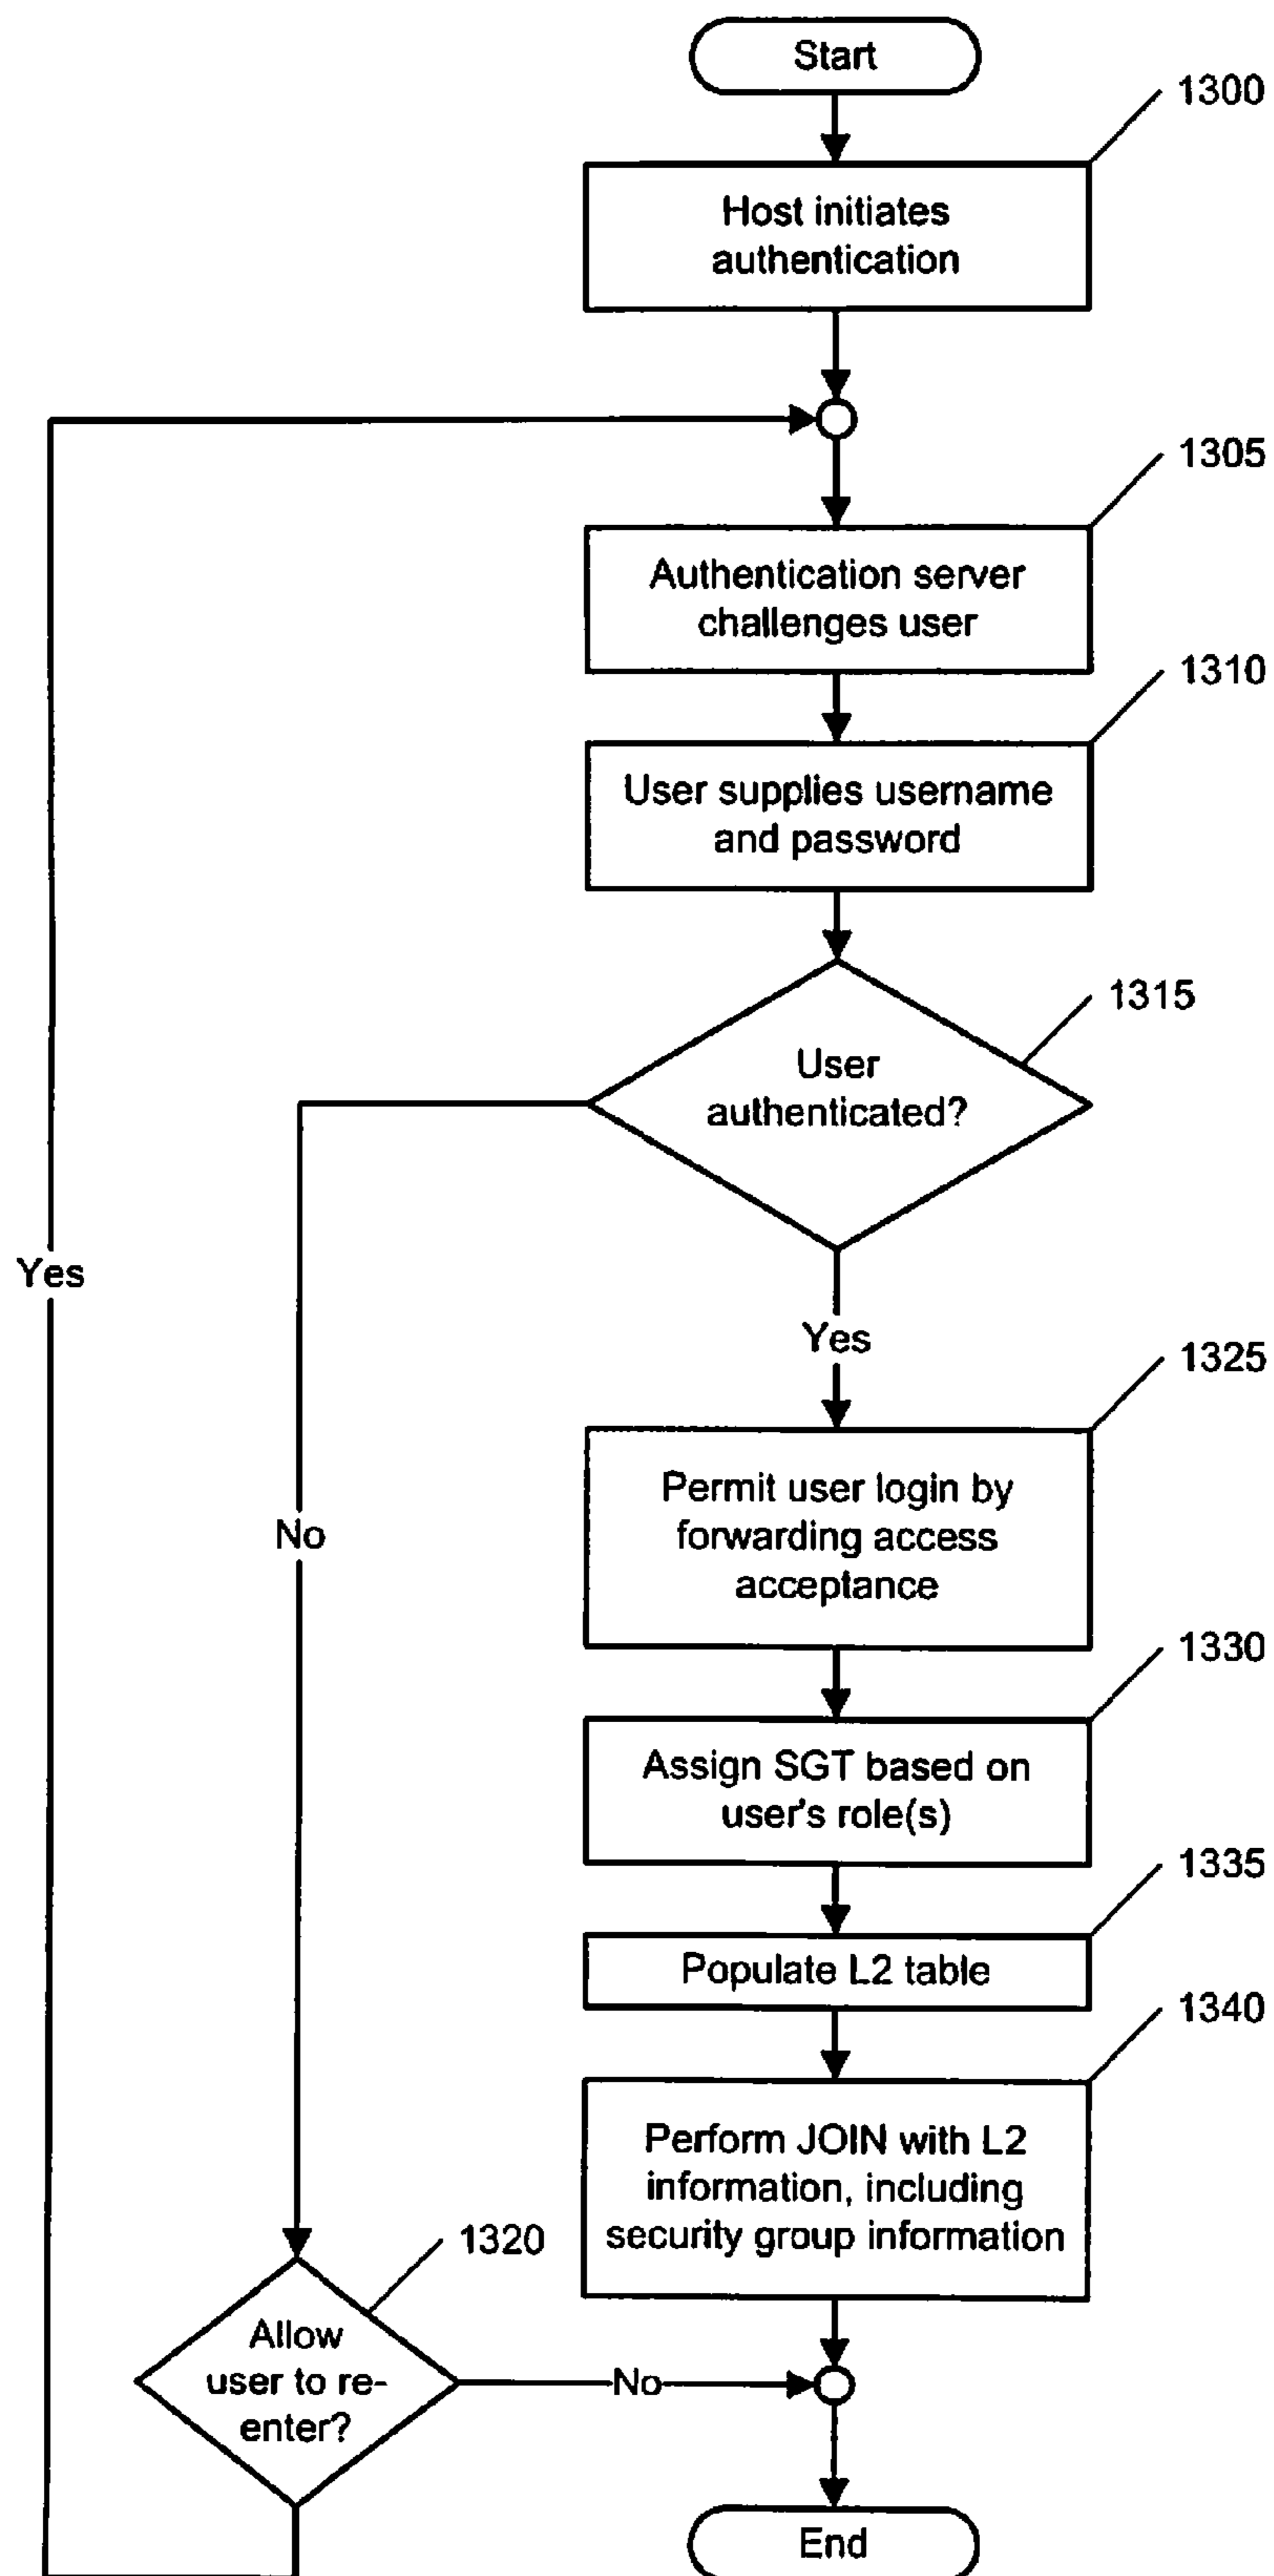 Start
1300
Host initiates
authentication
1305
Authentication server
challenges user
1310
User supplies username
and password
1315
User
authenticated?
Yes
Yes
1325
Permit user login by
forwarding access
acceptance
No
1330
Assign SGT based on
user's role(s)
1335
Populate L2 table
1340
Perform JOIN with L2
information, including
security group information
1320
Allow
user to re-
enter?
No
End